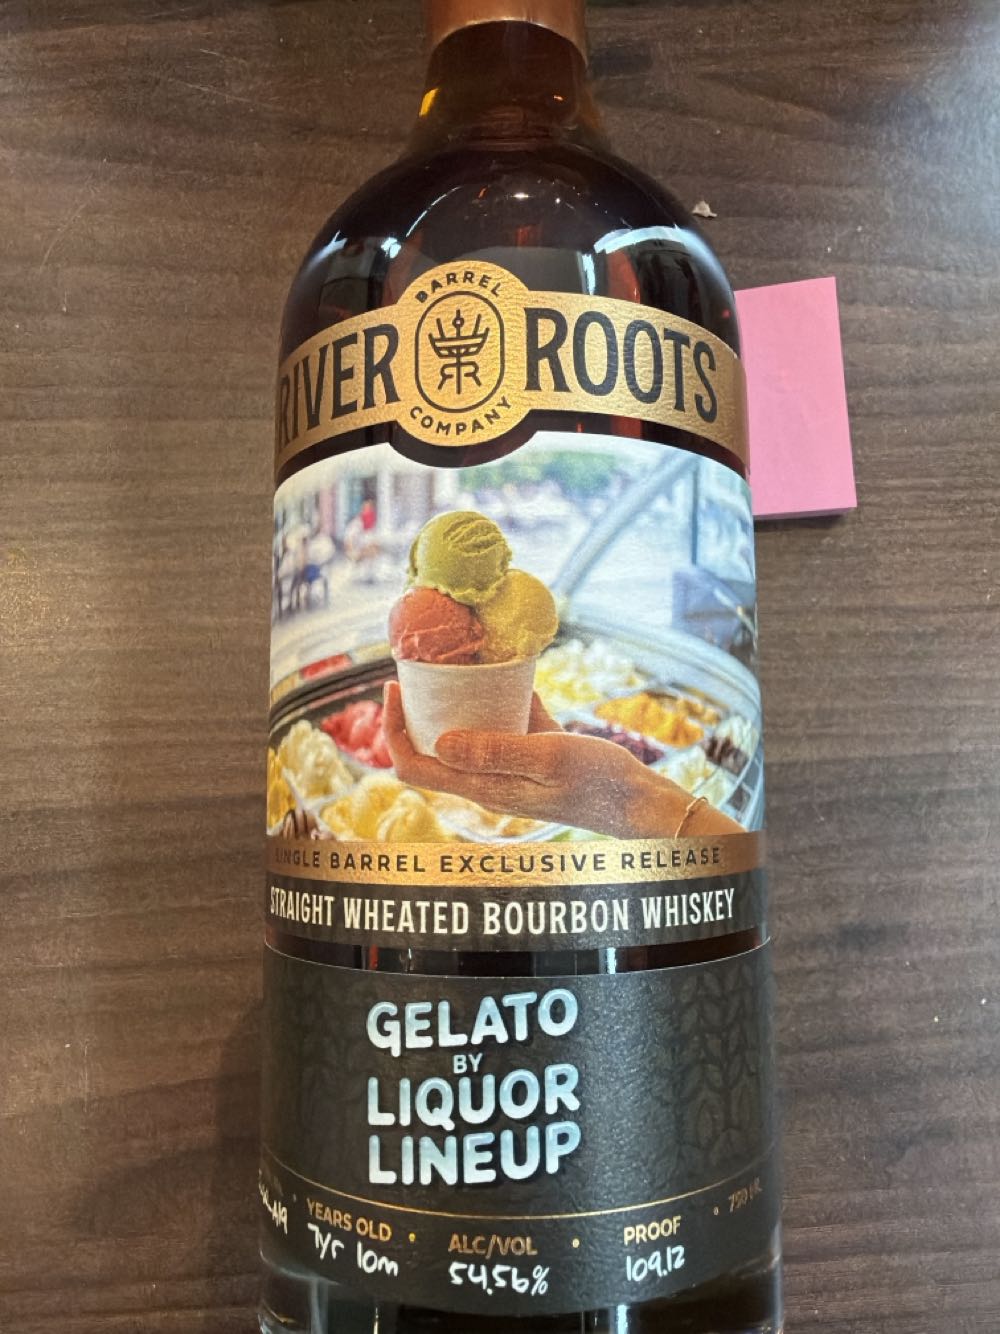 BARREL
RIVER ROOTS
COMPANY
SINGLE BARREL EXCLUSIVE RELEASE
STRAIGHT WHEATED BOURBON WHISKEY
GELATO
BY
LIQUOR
LINEUP
YEARS OLD • ALC/VOL • PROOF • 750
7yr 10m 54.56% 109.12